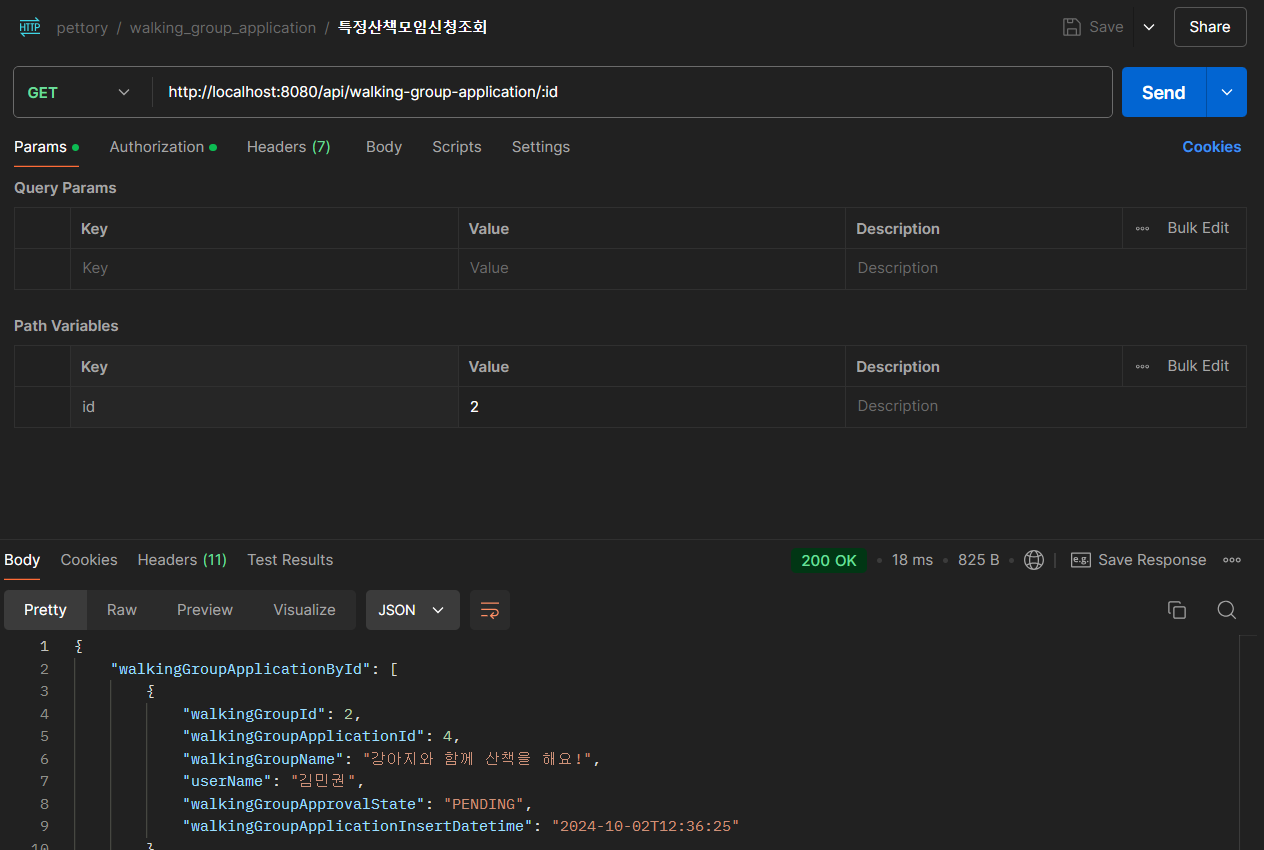 HTTP pettory / walking_group_application / 특정산책모임신청조회 Save Share
GET http://localhost:8080/api/walking-group-application/:id Send
Params Authorization Headers (7) Body Scripts Settings Cookies
Query Params
Key Value Description Bulk Edit
Key Value Description
Path Variables
Key Value Description Bulk Edit
id 2 Description
Body Cookies Headers (11) Test Results 200 OK 18 ms 825 B e.g. Save Response
Pretty Raw Preview Visualize JSON
1 {
2 "walkingGroupApplicationById": [
3 {
4 "walkingGroupId": 2,
5 "walkingGroupApplicationId": 4,
6 "walkingGroupName": "강아지와 함께 산책을 해요!",
7 "userName": "김민권",
8 "walkingGroupApprovalState": "PENDING",
9 "walkingGroupApplicationInsertDatetime": "2024-10-02T12:36:25"
10 }